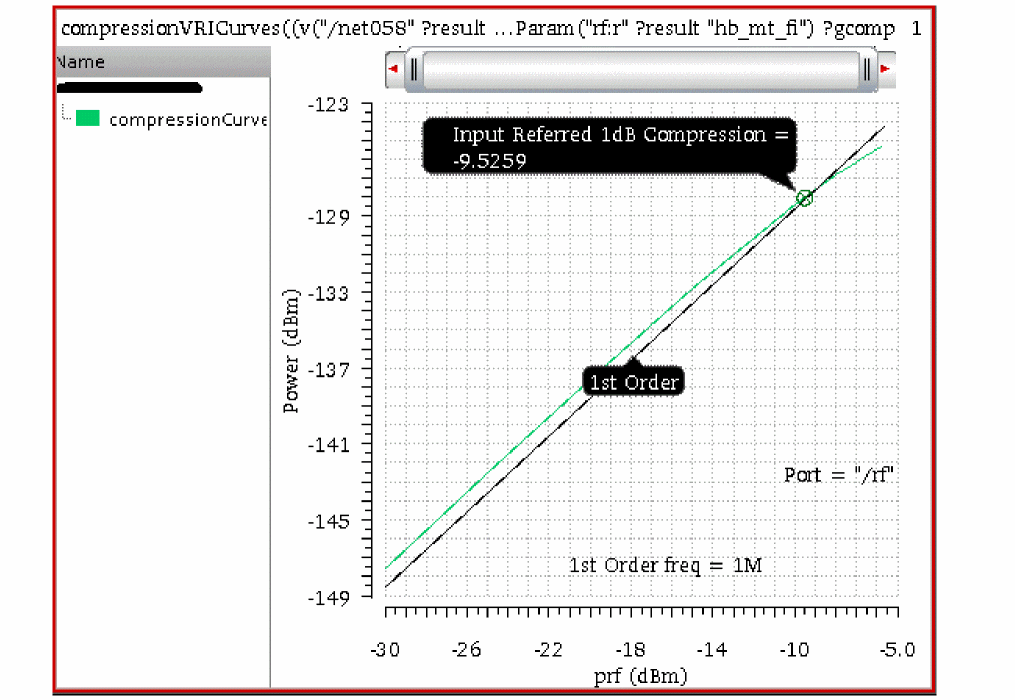 compressionVRICurves((v("/net058" ?result ...Param("rf:r" ?result "hb_mt_fi") ?gcomp 1
Name
compressionCurve
-123
Input Referred 1dB Compression =
-9.5259
-129
-133
Power (dBm)
-137
1st Order
-141
Port = "/rf"
-145
1st Order freq = 1M
-149
-30 -26 -22 -18 -14 -10 -5.0
prf (dBm)